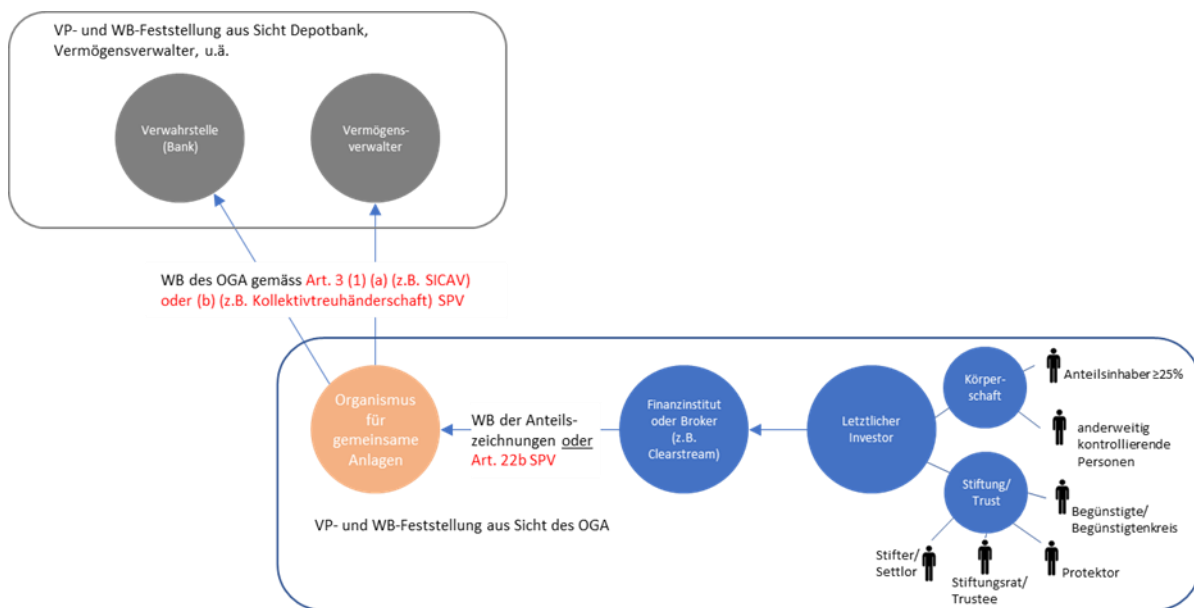 VP- und WB-Feststellung aus Sicht Depotbank,
Vermögensverwalter, u.ä.
Verwahrstelle
(Bank)
Vermögens-
verwalter
WB des OGA gemäss Art. 3 (1) (a) (z.B. SICAV)
oder (b) (z.B. Kollektivtreuhänderschaft) SPV
Organismus
für
gemeinsame
Anlagen
WB der Anteils-
zeichnungen oder
Art. 22b SPV
Finanzinstitut
oder Broker
(z.B.
Clearstream)
Letztlicher
Investor
Körper-
schaft
Anteilsinhaber ≥25%
anderweitig
kontrollierende
Personen
Stiftung/
Trust
Begünstigte/
Begünstigtenkreis
Protektor
Stiftungsrat/
Trustee
Stifter/
Settlor
VP- und WB-Feststellung aus Sicht des OGA